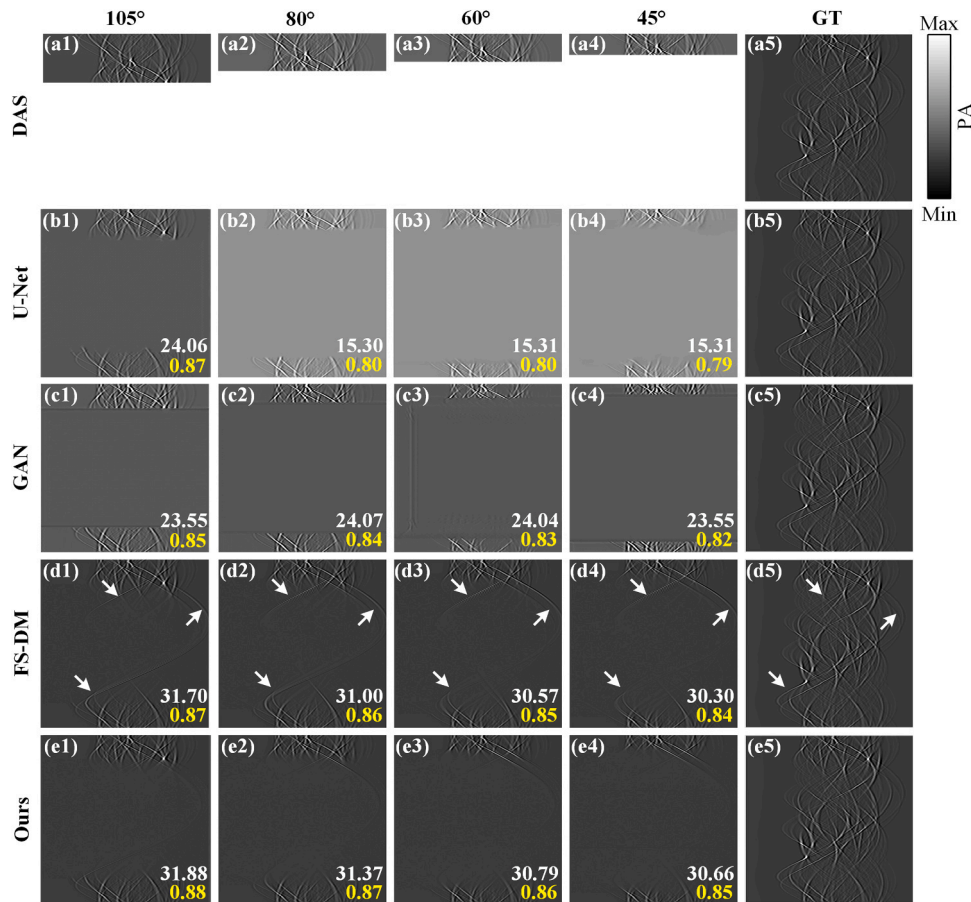 105° 80° 60° 45° GT
Max
(a1) (a2) (a3) (a4) (a5)
DAS
PA
Min
(b1) (b2) (b3) (b4) (b5)
U-Net
24.06 15.30 15.31 15.31
0.87 0.80 0.80 0.79
(c1) (c2) (c3) (c4) (c5)
GAN
23.55 24.07 24.04 23.55
0.85 0.84 0.83 0.82
(d1) (d2) (d3) (d4) (d5)
FS-DM
31.70 31.00 30.57 30.30
0.87 0.86 0.85 0.84
(e1) (e2) (e3) (e4) (e5)
Ours
31.88 31.37 30.79 30.66
0.88 0.87 0.86 0.85